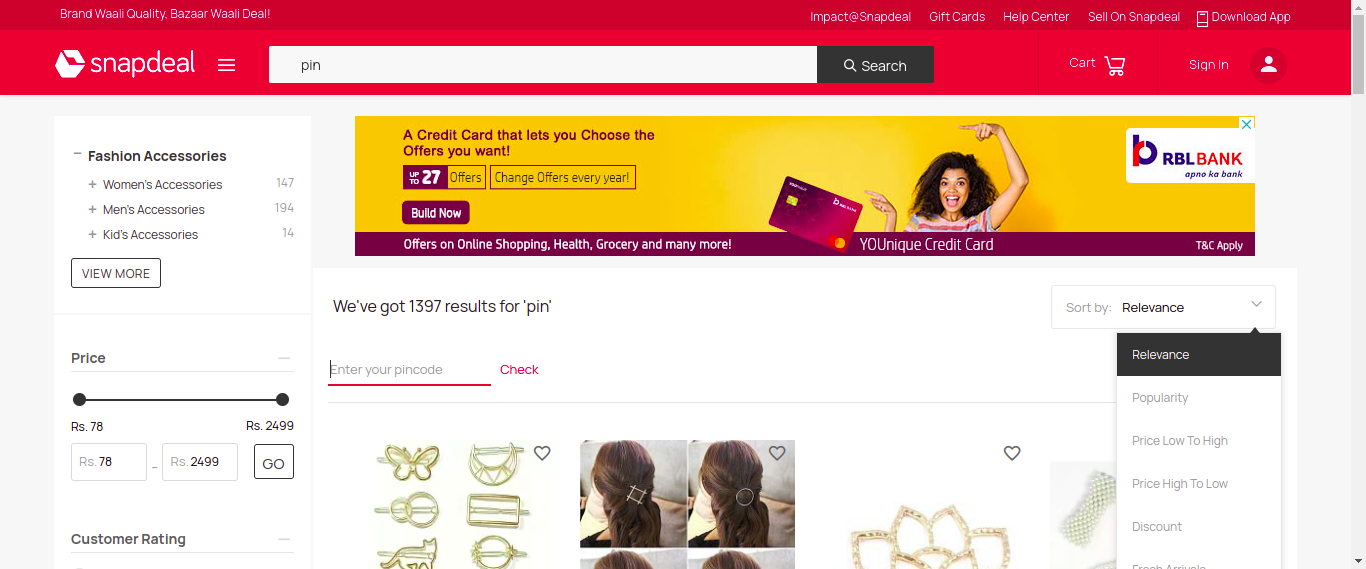 Brand Waali Quality, Bazaar Waali Deal!
Impact@Snapdeal Gift Cards Help Center Sell On Snapdeal Download App
snapdeal
pin
Search
Cart
Sign In
Fashion Accessories
Women's Accessories 147
Men's Accessories 194
Kid's Accessories 14
VIEW MORE
Price
Rs. 78 Rs. 2499
Rs. 78 - Rs. 2499 GO
Customer Rating
A Credit Card that lets you Choose the
Offers you want!
UP TO 27 Offers Change Offers every year!
Build Now
RBL BANK
apno ka bank
RBL BANK
Offers on Online Shopping, Health, Grocery and many more! YOUnique Credit Card T&C Apply
We've got 1397 results for 'pin'
Sort by: Relevance
Enter your pincode Check
Relevance
Popularity
Price Low To High
Price High To Low
Discount
Fresh Arrivals